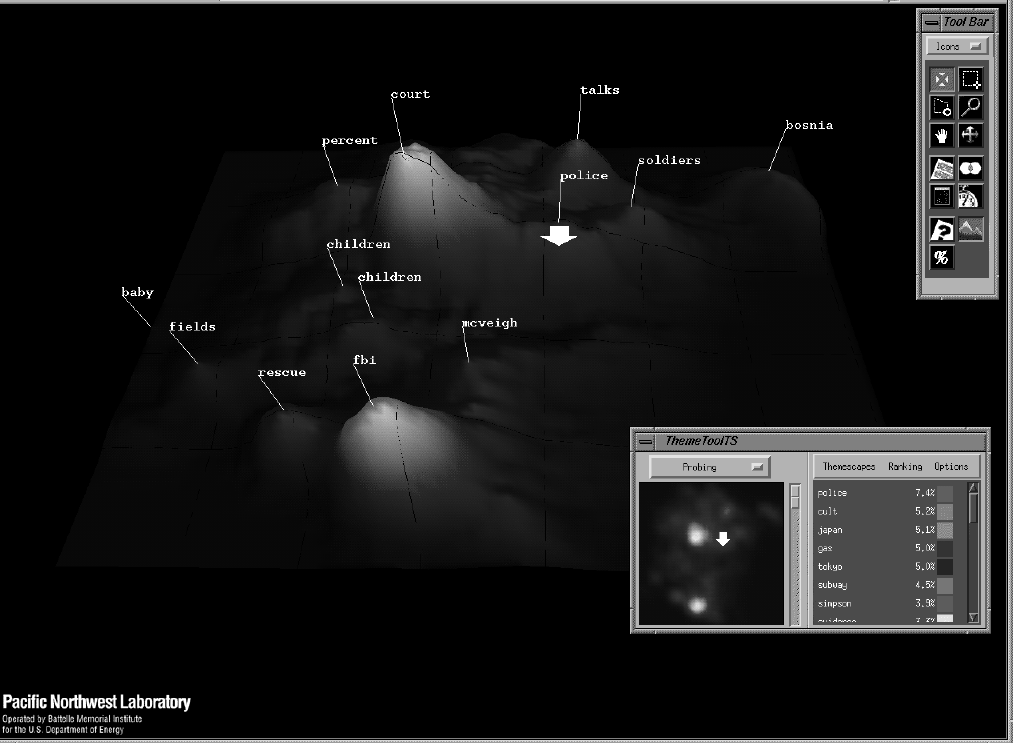 Tool Bar
Icons
court
talks
bosnia
percent
soldiers
police
children
children
baby
fields
mcveigh
fbi
rescue
%
ThemeToolTS
Probing
Themescapes Ranking Options
police 7.4%
cult 5.2%
japan 5.1%
gas 5.0%
tokyo 5.0%
subway 4.5%
simpson 3.9%
Pacific Northwest Laboratory
Operated by Battelle Memorial Institute
for the U.S. Department of Energy